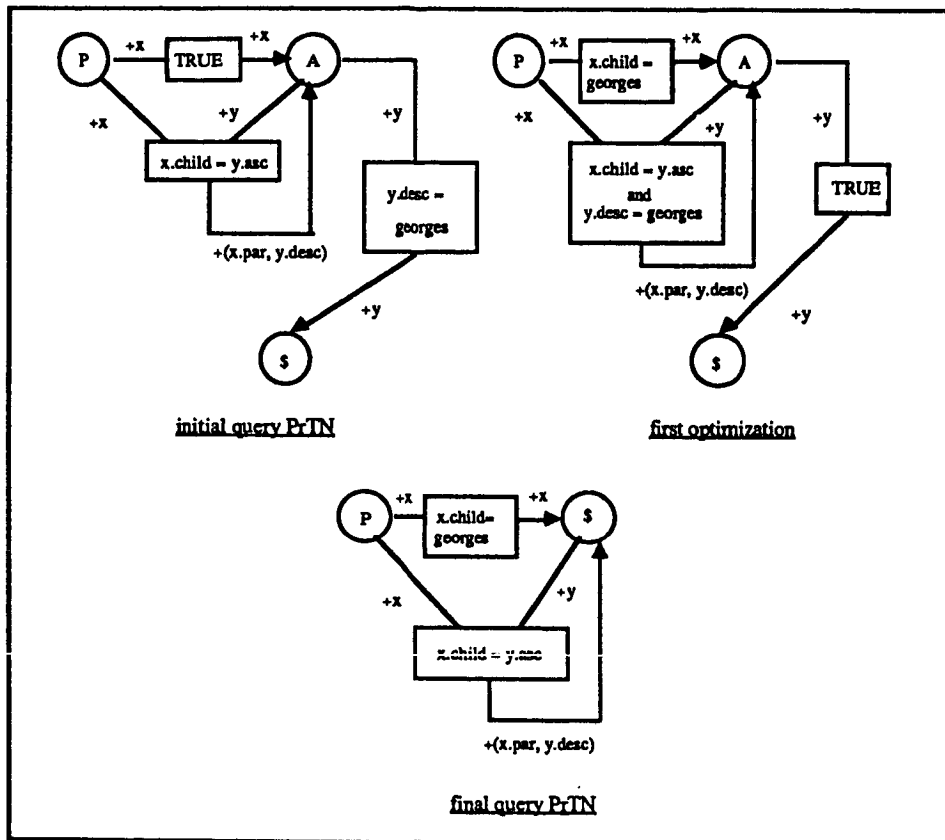 +x
+x
P
TRUE
A
+x
+y
+y
x.child = y.asc
y.desc =
georges
+(x.par, y.desc)
+y
$
initial query PrTN
+x
+x
P
x.child =
georges
A
+x
+y
+y
x.child = y.asc
and
y.desc = georges
TRUE
+(x.par, y.desc)
+y
$
first optimization
+x
+x
P
x.child=
georges
$
+x
+y
x.child = y.asc
+(x.par, y.desc)
final query PrTN